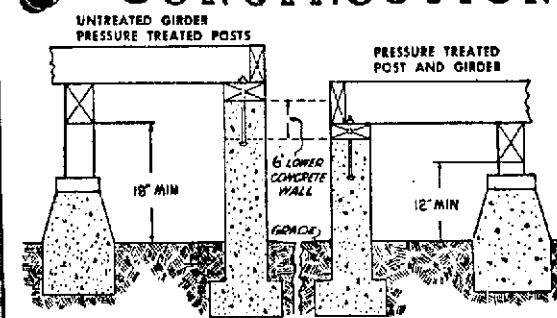 CONSTRUCTION
UNTREATED GIRDER
PRESSURE TREATED POSTS
PRESSURE TREATED
POST AND GIRDER
18" MIN
6" LOWER
CONCRETE
WALL
12" MIN
GRADE